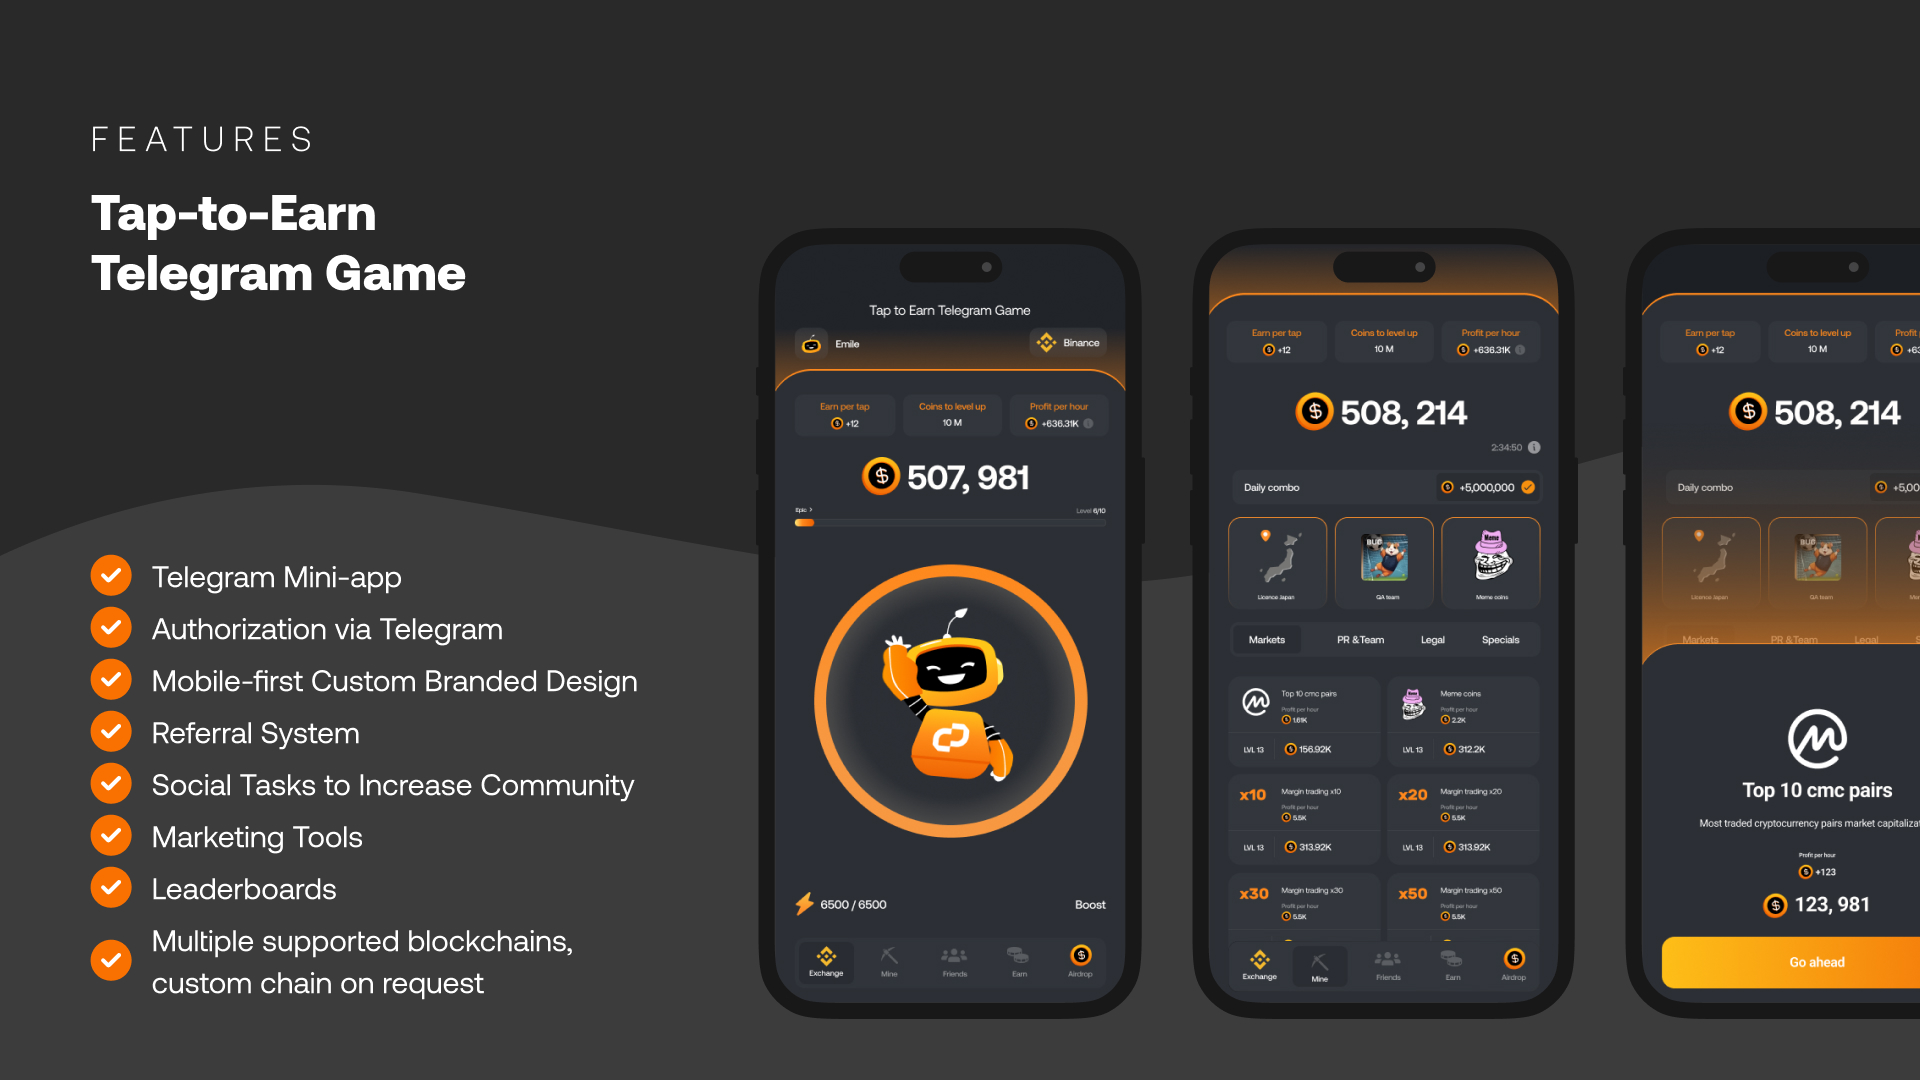 FEATURES
Tap-to-Earn
Telegram Game
Telegram Mini-app
Authorization via Telegram
Mobile-first Custom Branded Design
Referral System
Social Tasks to Increase Community
Marketing Tools
Leaderboards
Multiple supported blockchains,
custom chain on request
Tap to Earn Telegram Game
Emile
Binance
Earn per tap
Coins to level up
Profit per hour
+12
10 M
+636.31K
507, 981
Epic >
Level 6/10
6500 / 6500
Boost
Exchange
Mine
Friends
Earn
Airdrop
Earn per tap
Coins to level up
Profit per hour
+12
10 M
+636.31K
508, 214
2:34:50
Daily combo
+5,000,000
BUD
Meme
Licence Japan
QA team
Meme coins
Markets
PR & Team
Legal
Specials
Top 10 cmc pairs
Profit per hour
1.61K
LVL 13
156.92K
Meme
Meme coins
Profit per hour
2.2K
LVL 13
312.2K
x10
Margin trading x10
Profit per hour
5.5K
LVL 13
313.92K
x20
Margin trading x20
Profit per hour
5.5K
LVL 13
313.92K
x30
Margin trading x30
Profit per hour
5.5K
x50
Margin trading x50
Profit per hour
5.5K
Exchange
Mine
Friends
Earn
Airdrop
Earn per tap
Coins to level up
Profit
+12
10 M
+63
508, 214
Daily combo
+5,00
BUD
Licence Japan
QA team
Mer
Markets
PR & Team
Legal
S
Top 10 cmc pairs
Most traded cryptocurrency pairs market capitalizat
Profit per hour
+123
123, 981
Go ahead